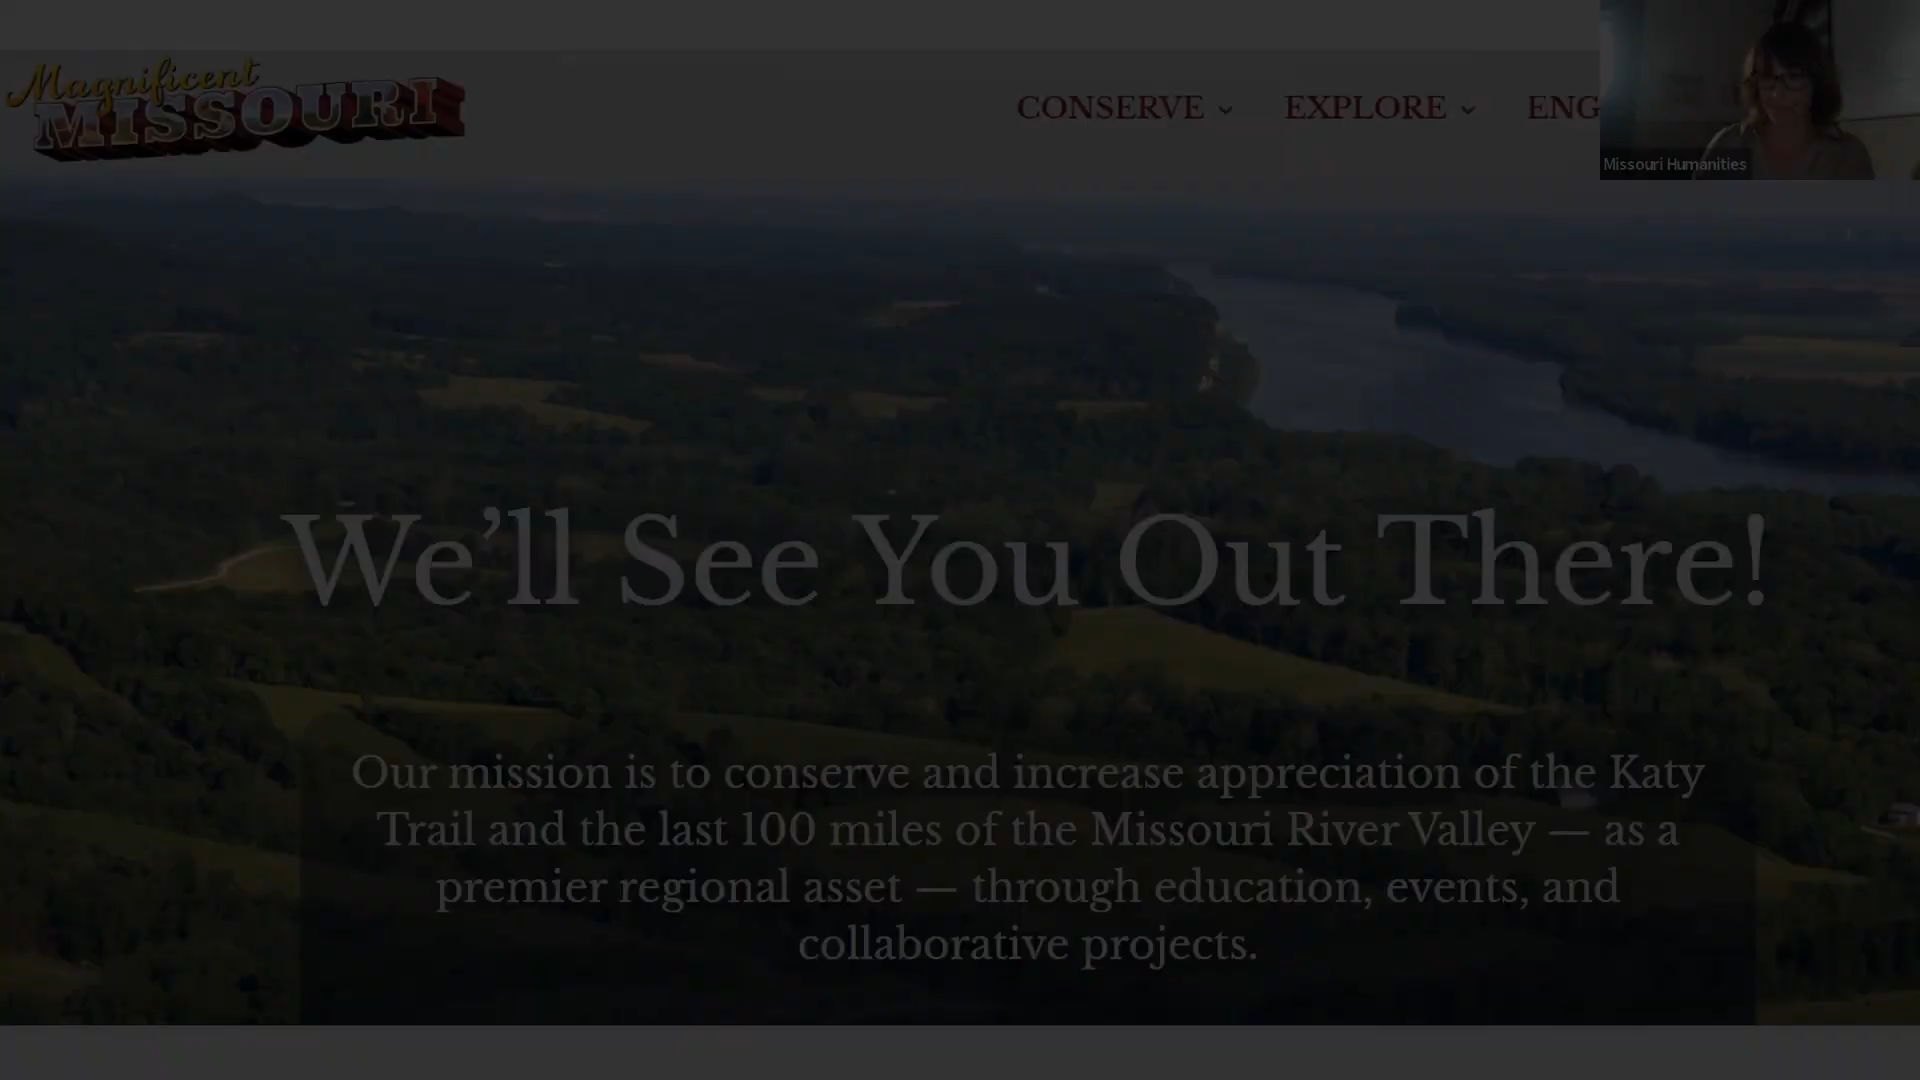 Magnificent
MISSOURI
CONSERVE
EXPLORE
ENG
Missouri Humanities
We’ll See You Out There!
Our mission is to conserve and increase appreciation of the Katy
Trail and the last 100 miles of the Missouri River Valley — as a
premier regional asset — through education, events, and
collaborative projects.